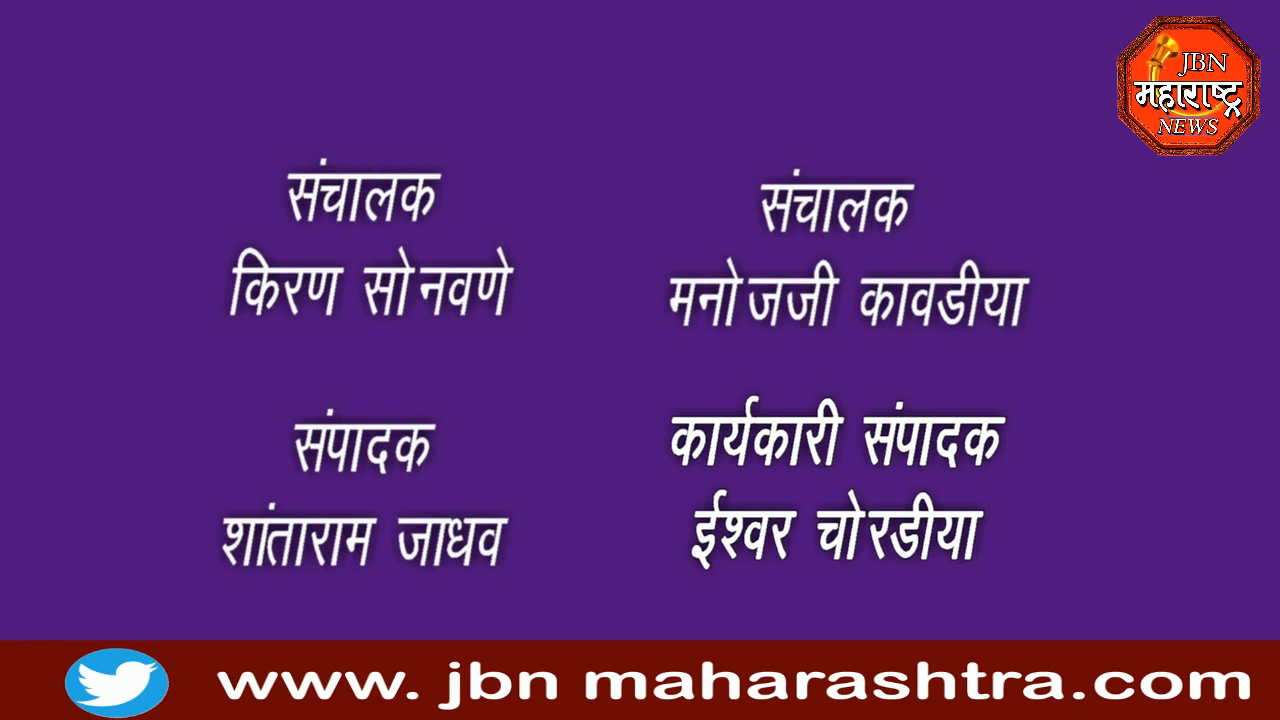 JBN
महाराष्ट्र
NEWS
संचालक
किरण सोनवणे
संचालक
मनोजजी कावडीया
संपादक
शांताराम जाधव
कार्यकारी संपादक
ईश्वर चोरडीया
www. jbn maharashtra.com